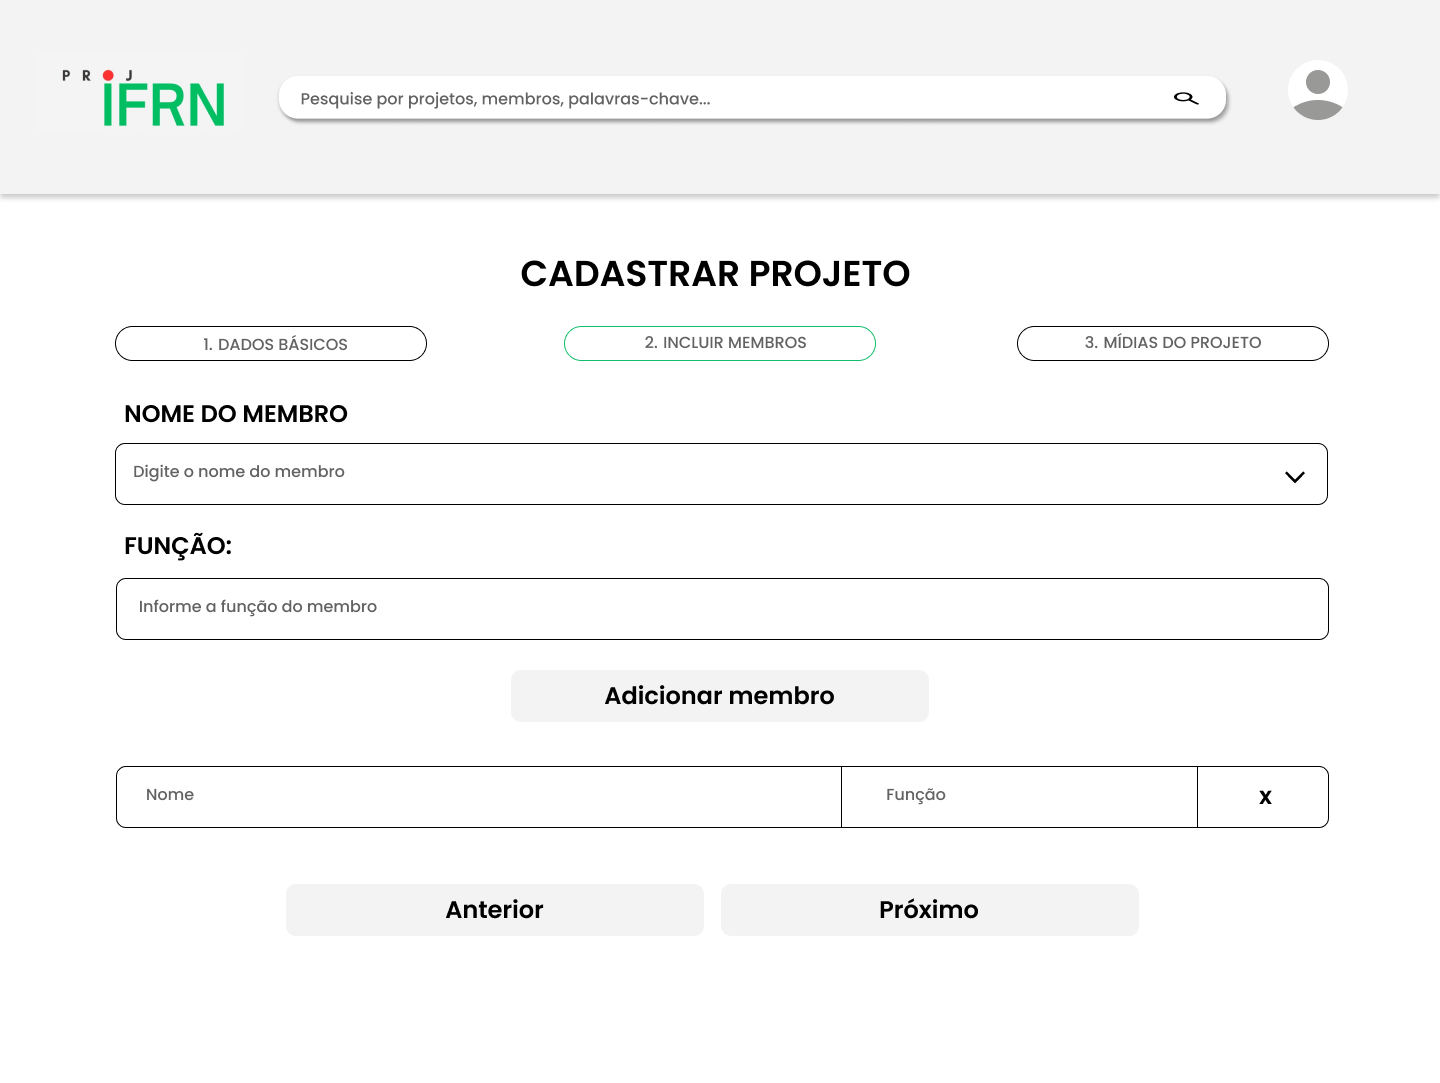 PROJ
IFRN
Pesquise por projetos, membros, palavras-chave...
CADASTRAR PROJETO
1. DADOS BÁSICOS
2. INCLUIR MEMBROS
3. MÍDIAS DO PROJETO
NOME DO MEMBRO
Digite o nome do membro
FUNÇÃO:
Informe a função do membro
Adicionar membro
Nome
Função
X
Anterior
Próximo